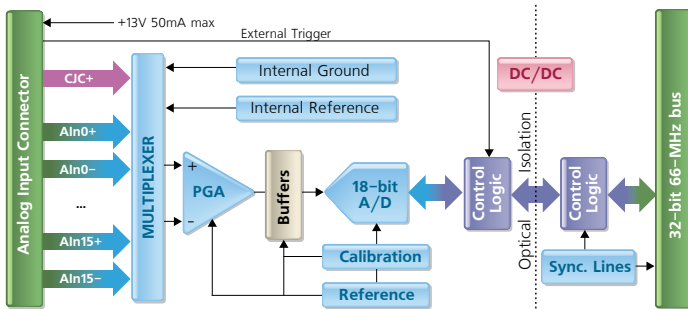 +13V 50mA max
External Trigger
Analog Input Connector
CJC+
AIn0+
AIn0−
...
AIn15+
AIn15−
MULTIPLEXER
Internal Ground
Internal Reference
+
−
PGA
Buffers
18−bit
A/D
Calibration
Reference
Control
Logic
DC/DC
Optical Isolation
Control
Logic
Sync. Lines
32−bit 66−MHz bus